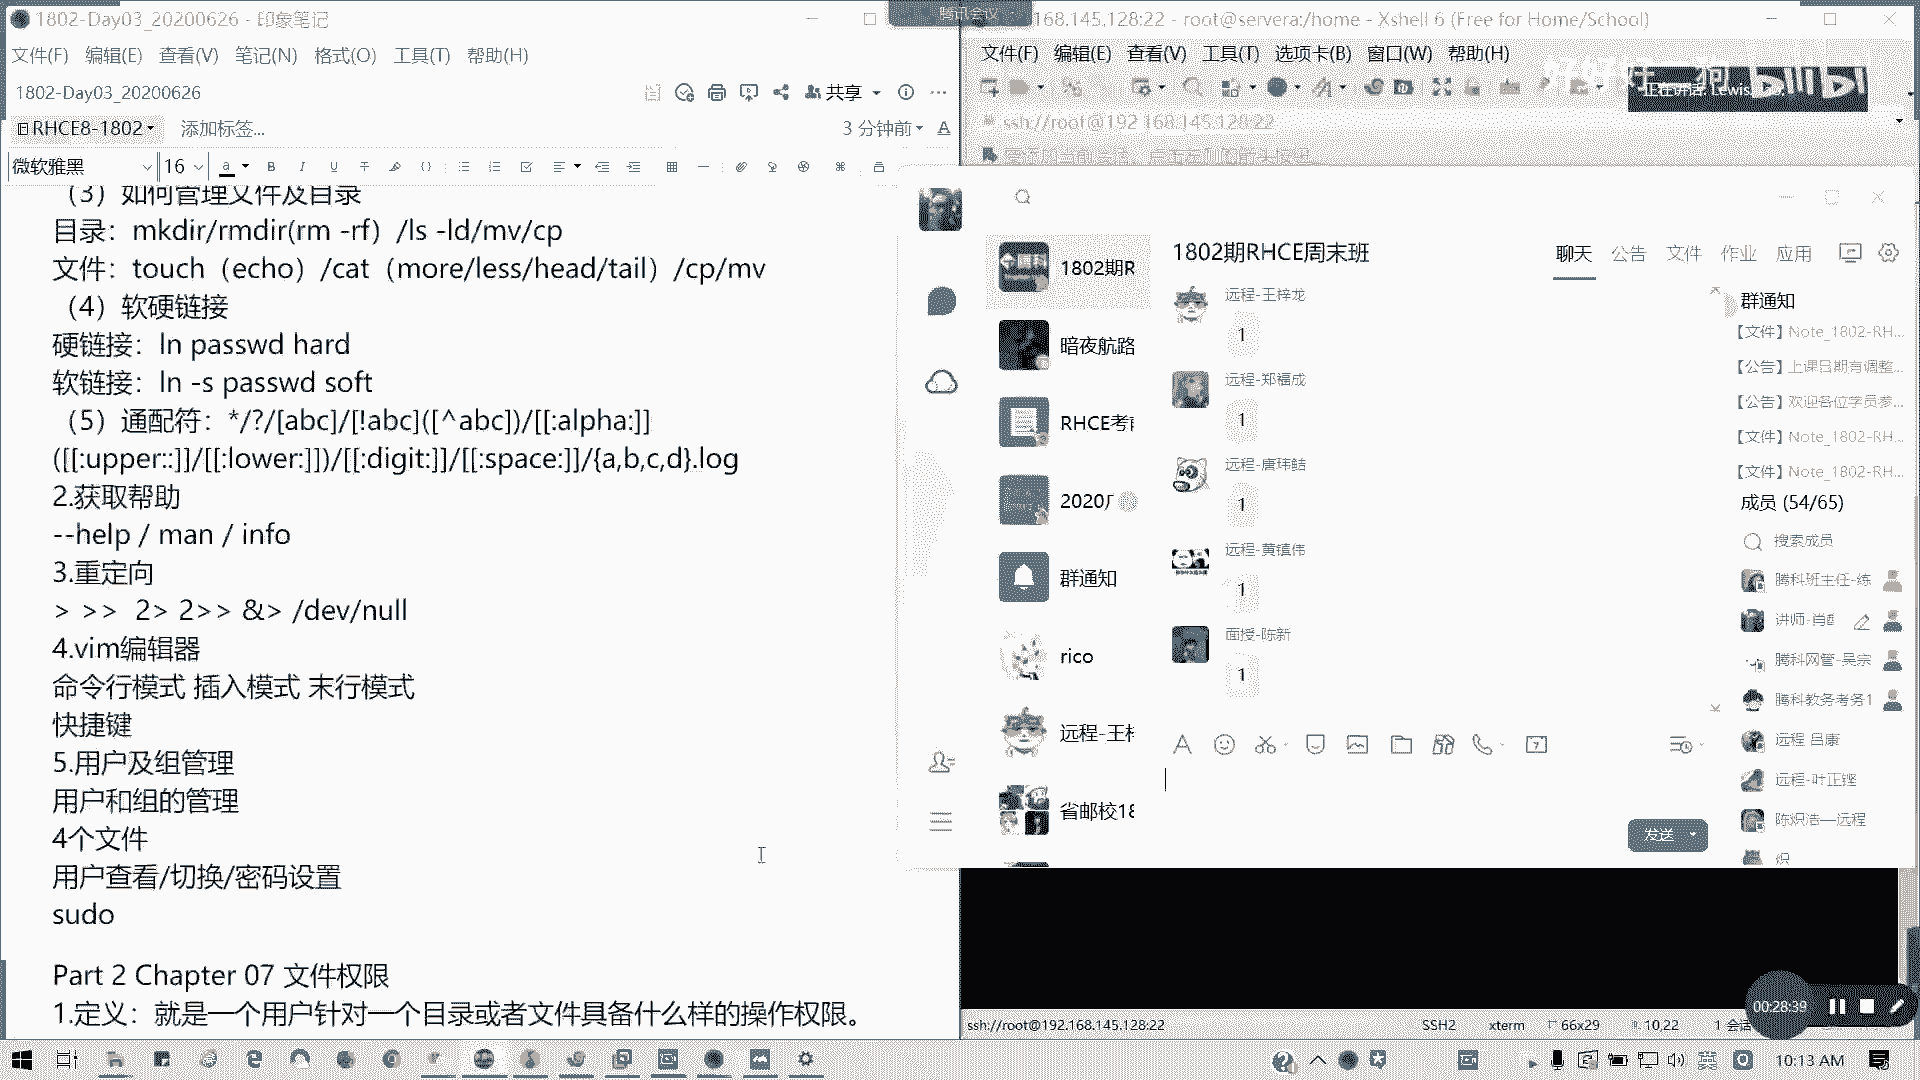 1802-Day03_20200626 - 印象笔记
文件(F) 编辑(E) 查看(V) 笔记(N) 格式(O) 工具(T) 帮助(H)
1802-Day03_20200626
共享
RHCE8-1802
添加标签...
3 分钟前
微软雅黑
16
（3）如何管理文件及目录
目录：mkdir/rmdir(rm -rf）/ls -ld/mv/cp
文件：touch（echo）/cat（more/less/head/tail）/cp/mv
（4）软硬链接
硬链接：ln passwd hard
软链接：ln -s passwd soft
（5）通配符：*/?/[abc]/[!abc]([^abc])/[[:alpha:]]
([[:upper::]]/[[:lower:]])/[[:digit:]]/[[:space:]]/{a,b,c,d}.log
2.获取帮助
--help / man / info
3.重定向
> >> 2> 2>> &> /dev/null
4.vim编辑器
命令行模式 插入模式 末行模式
快捷键
5.用户及组管理
用户和组的管理
4个文件
用户查看/切换/密码设置
sudo
Part 2 Chapter 07 文件权限
1.定义：就是一个用户针对一个目录或者文件具备什么样的操作权限。
腾讯会议
168.145.128:22 - root@servera:/home - Xshell 6 (Free for Home/School)
文件(F) 编辑(E) 查看(V) 工具(T) 选项卡(B) 窗口(W) 帮助(H)
bilibili
正在讲话: Lewis
ssh://root@192.168.145.128:22
1802期R
暗夜航路
RHCE考前
群通知
rico
远程-王梓
省邮校18
1802期RHCE周末班
聊天 公告 文件 作业 应用
远程-王梓龙
1
远程-郑福成
1
远程-唐玮鲒
1
远程-黄镇伟
1
面授-陈新
1
发送
群通知
【文件】Note_1802-RH...
【公告】上课日期有调整...
【公告】欢迎各位学员参...
【文件】Note_1802-RH...
【文件】Note_1802-RH...
成员 (54/65)
搜索成员
腾科班主任-练
讲师-肖
腾科网管-吴宗
腾科教务考务1
远程 吕康
远程-叶正铿
陈炽浩—远程
炽
00:28:39
ssh://root@192.168.145.128:22
SSH2 xterm 66x29 10,22 1 会话
英
10:13 AM